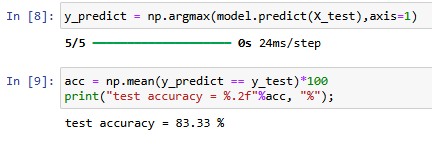 In [8]: y_predict = np.argmax(model.predict(X_test),axis=1)
5/5 ━━━━━━━━━━━━━━━━━━━━ 0s 24ms/step
In [9]: acc = np.mean(y_predict == y_test)*100
print("test accuracy = %.2f"%acc, "%");
test accuracy = 83.33 %